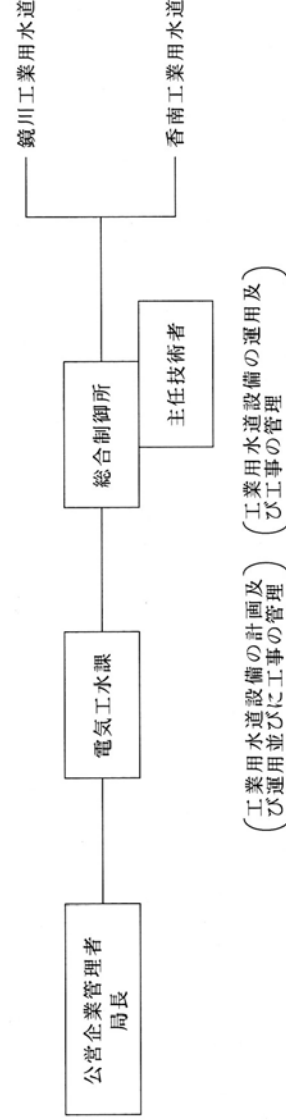 公営企業管理者
局長
電気工水課
(工業用水道設備の計画及
び運用並びに工事の管理)
総合制御所
主任技術者
(工業用水道設備の運用及
び工事の管理)
鏡川工業用水道
香南工業用水道